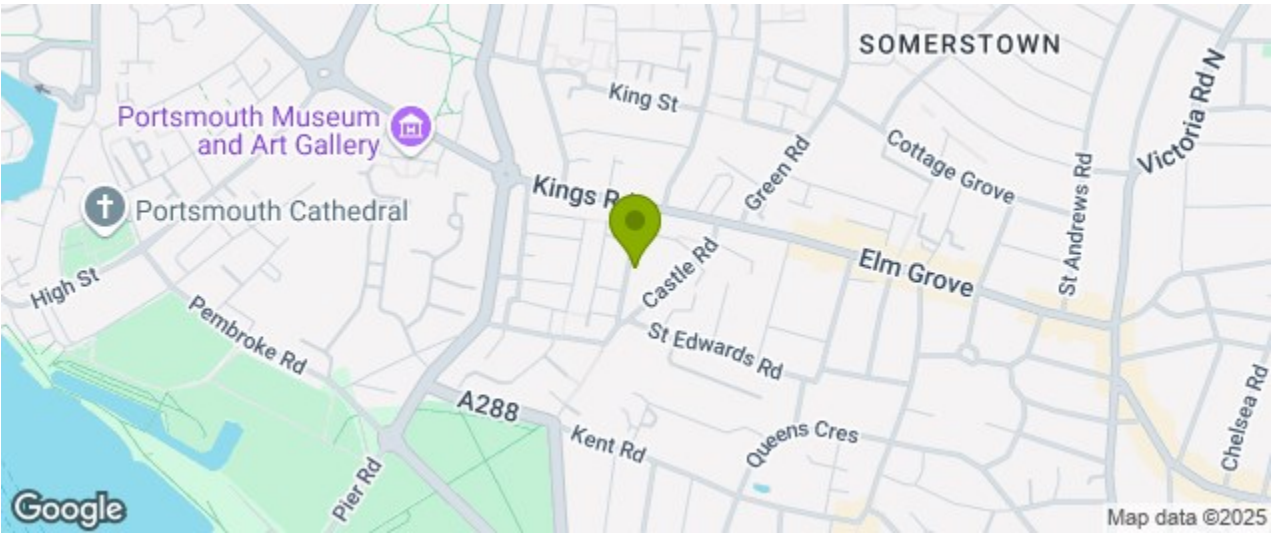 SOMERSTOWN
King St
Victoria Rd N
Portsmouth Museum
and Art Gallery
Green Rd
Cottage Grove
St Andrews Rd
Kings R
Portsmouth Cathedral
Castle Rd
Elm Grove
High St
Pembroke Rd
St Edwards Rd
Chelsea Rd
A288
Kent Rd
Queens Cres
Pier Rd
Google
Map data ©2025